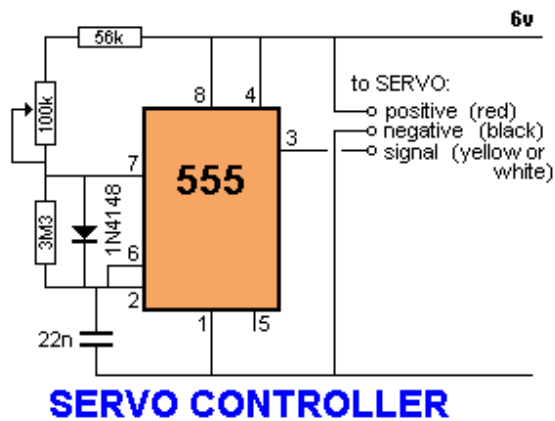 6v
56k
to SERVO:
8
4
positive (red)
100k
negative (black)
3
signal (yellow or
white)
7
555
1N4148
3M3
6
2
1
5
22n
SERVO CONTROLLER